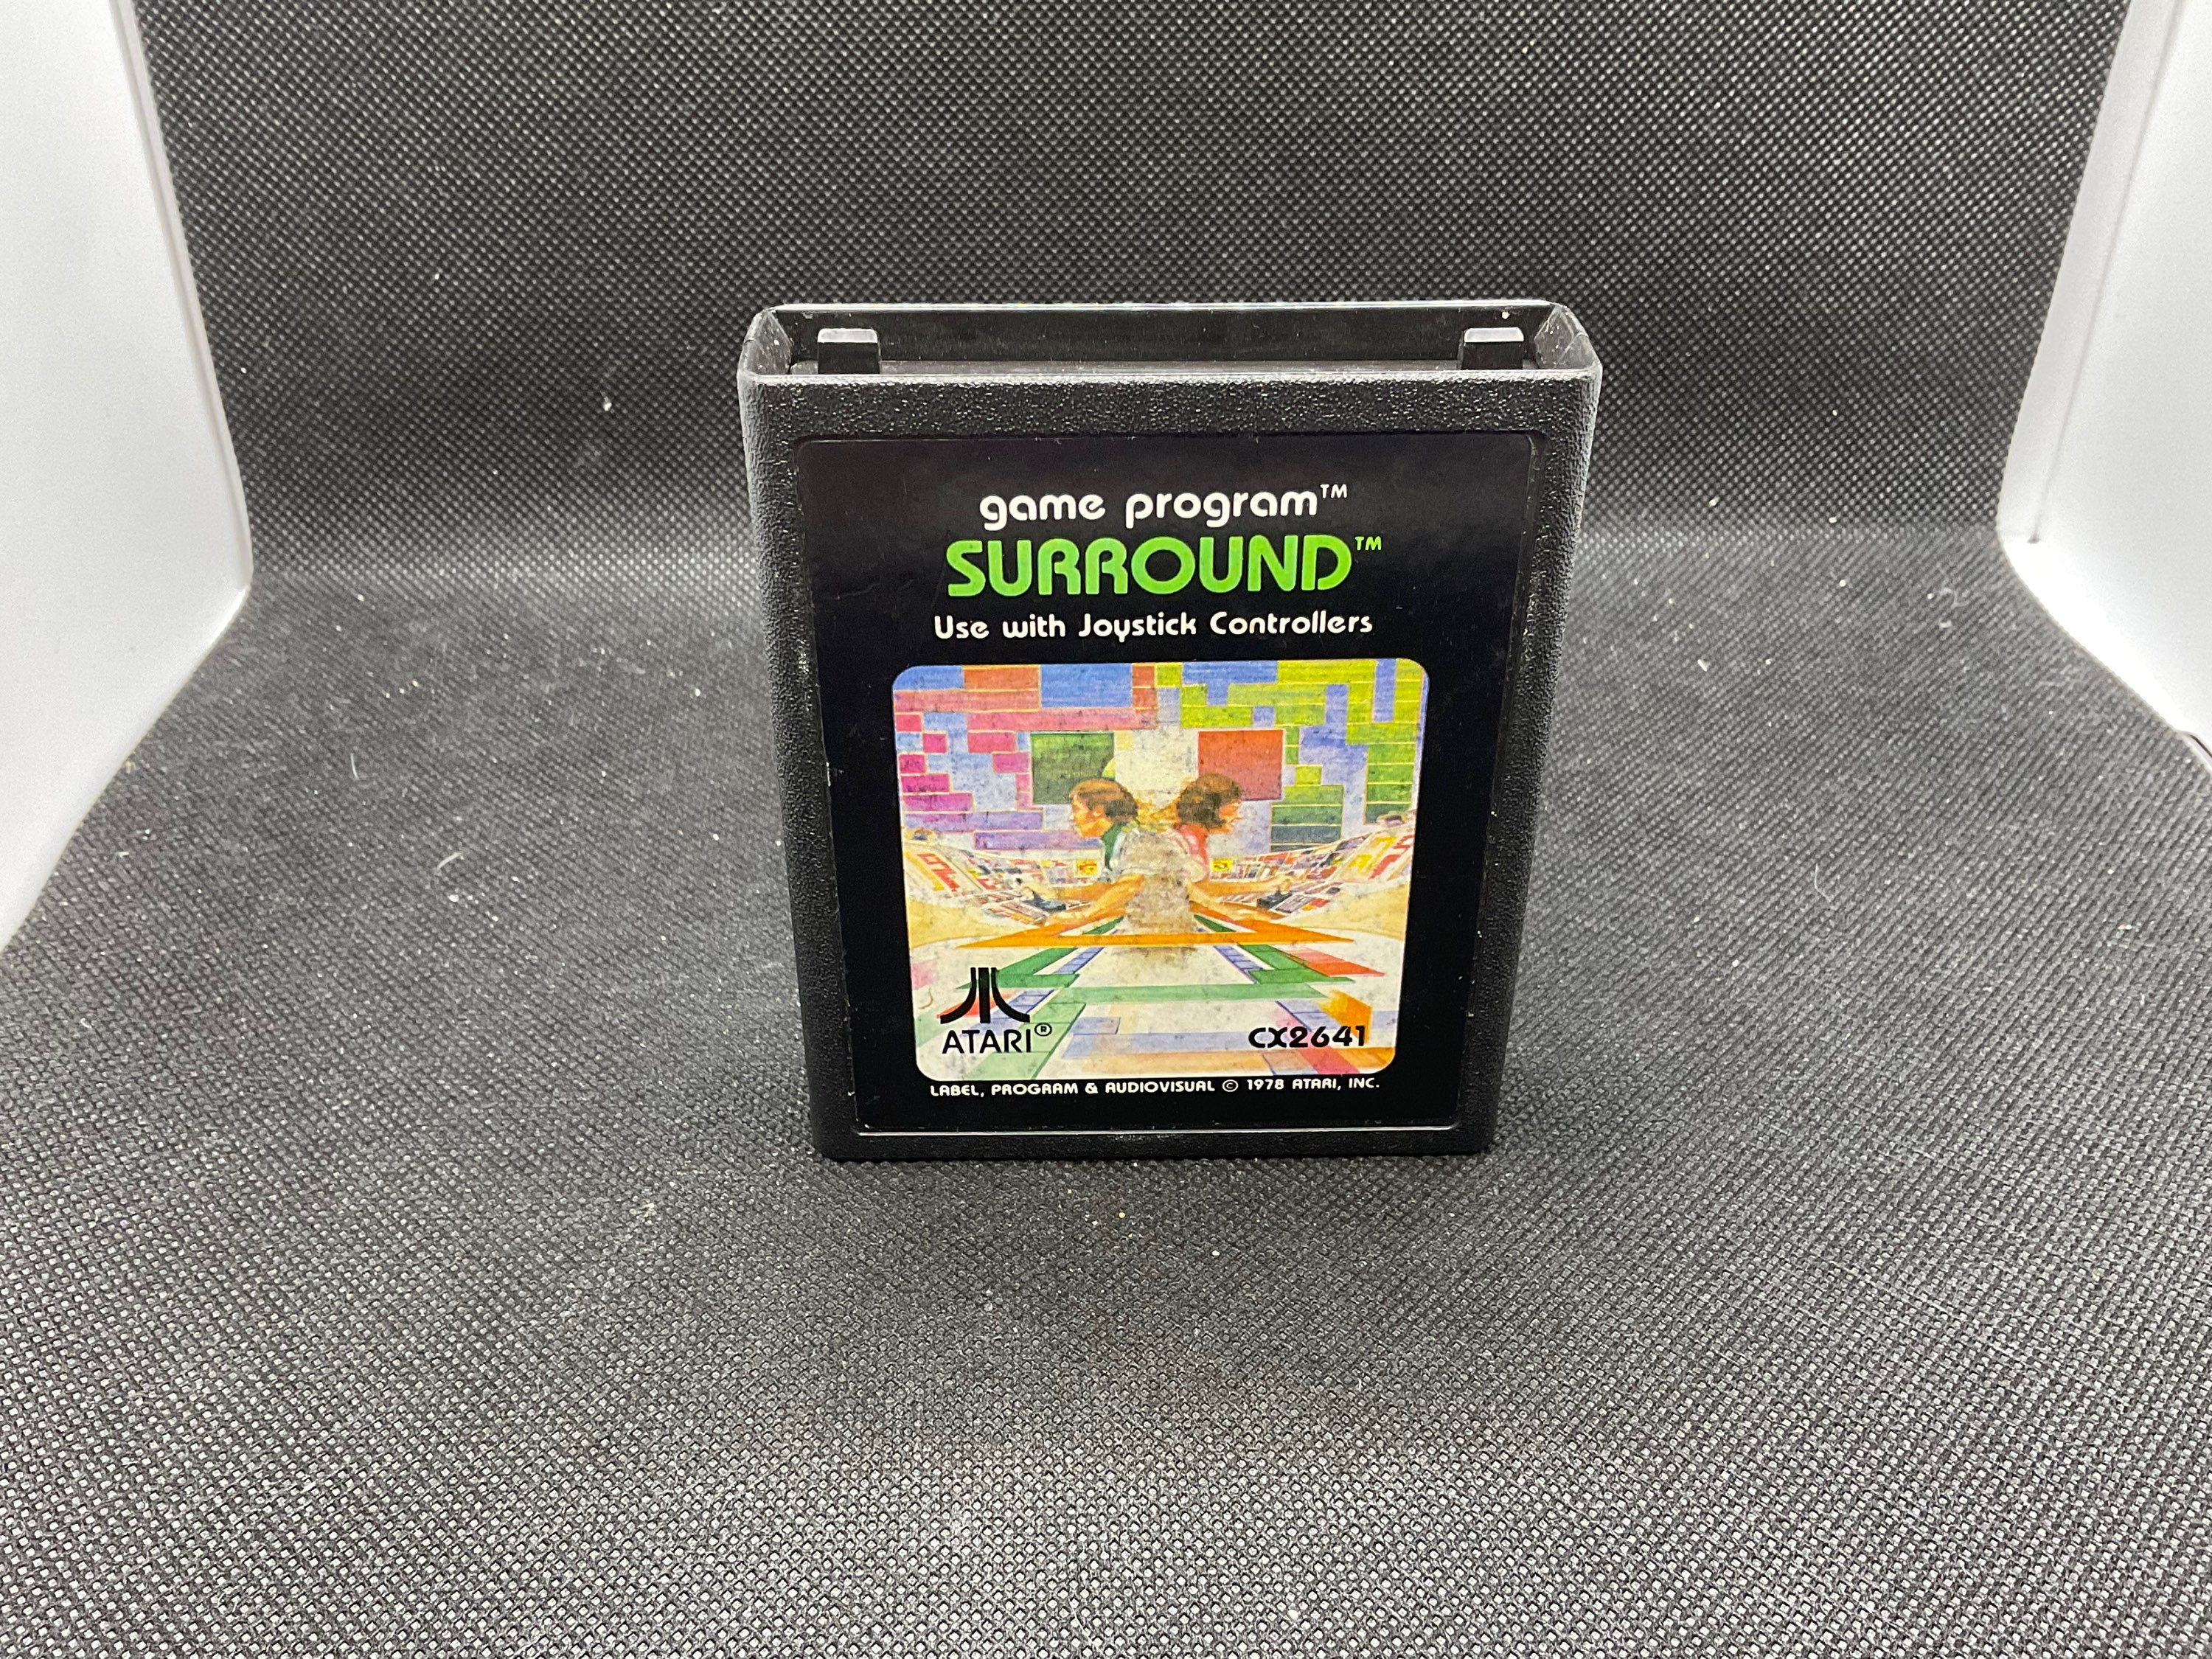 game program™
SURROUND™
Use with Joystick Controllers
ATARI®
CX2641
LABEL, PROGRAM & AUDIOVISUAL © 1978 ATARI, INC.